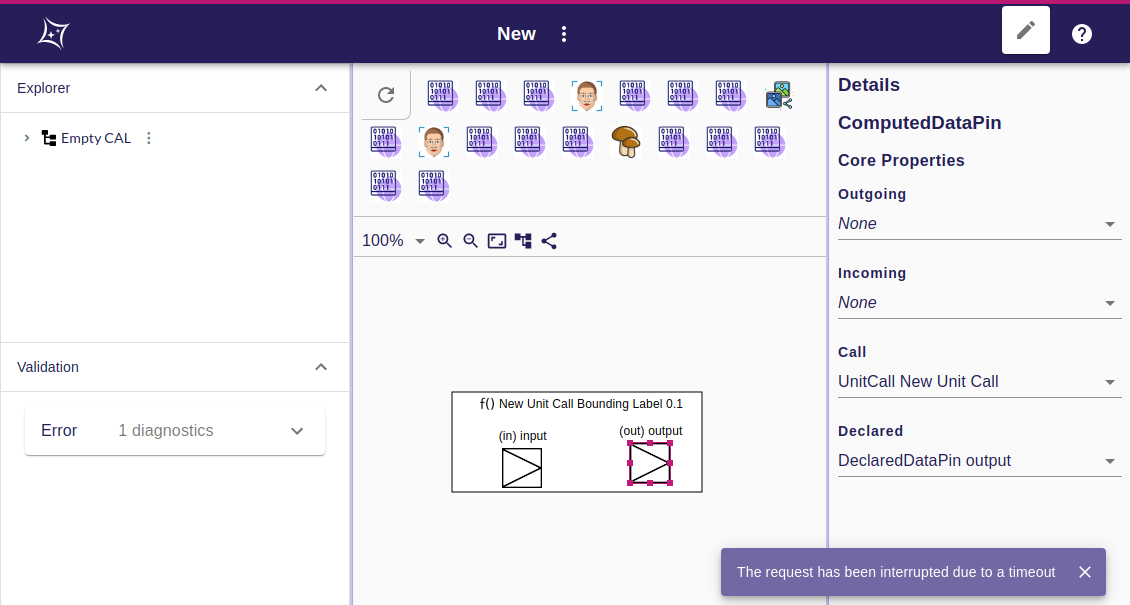 New
Explorer
Empty CAL
Validation
Error 1 diagnostics
100%
f() New Unit Call Bounding Label 0.1
(in) input
(out) output
Details
ComputedDataPin
Core Properties
Outgoing
None
Incoming
None
Call
UnitCall New Unit Call
Declared
DeclaredDataPin output
The request has been interrupted due to a timeout